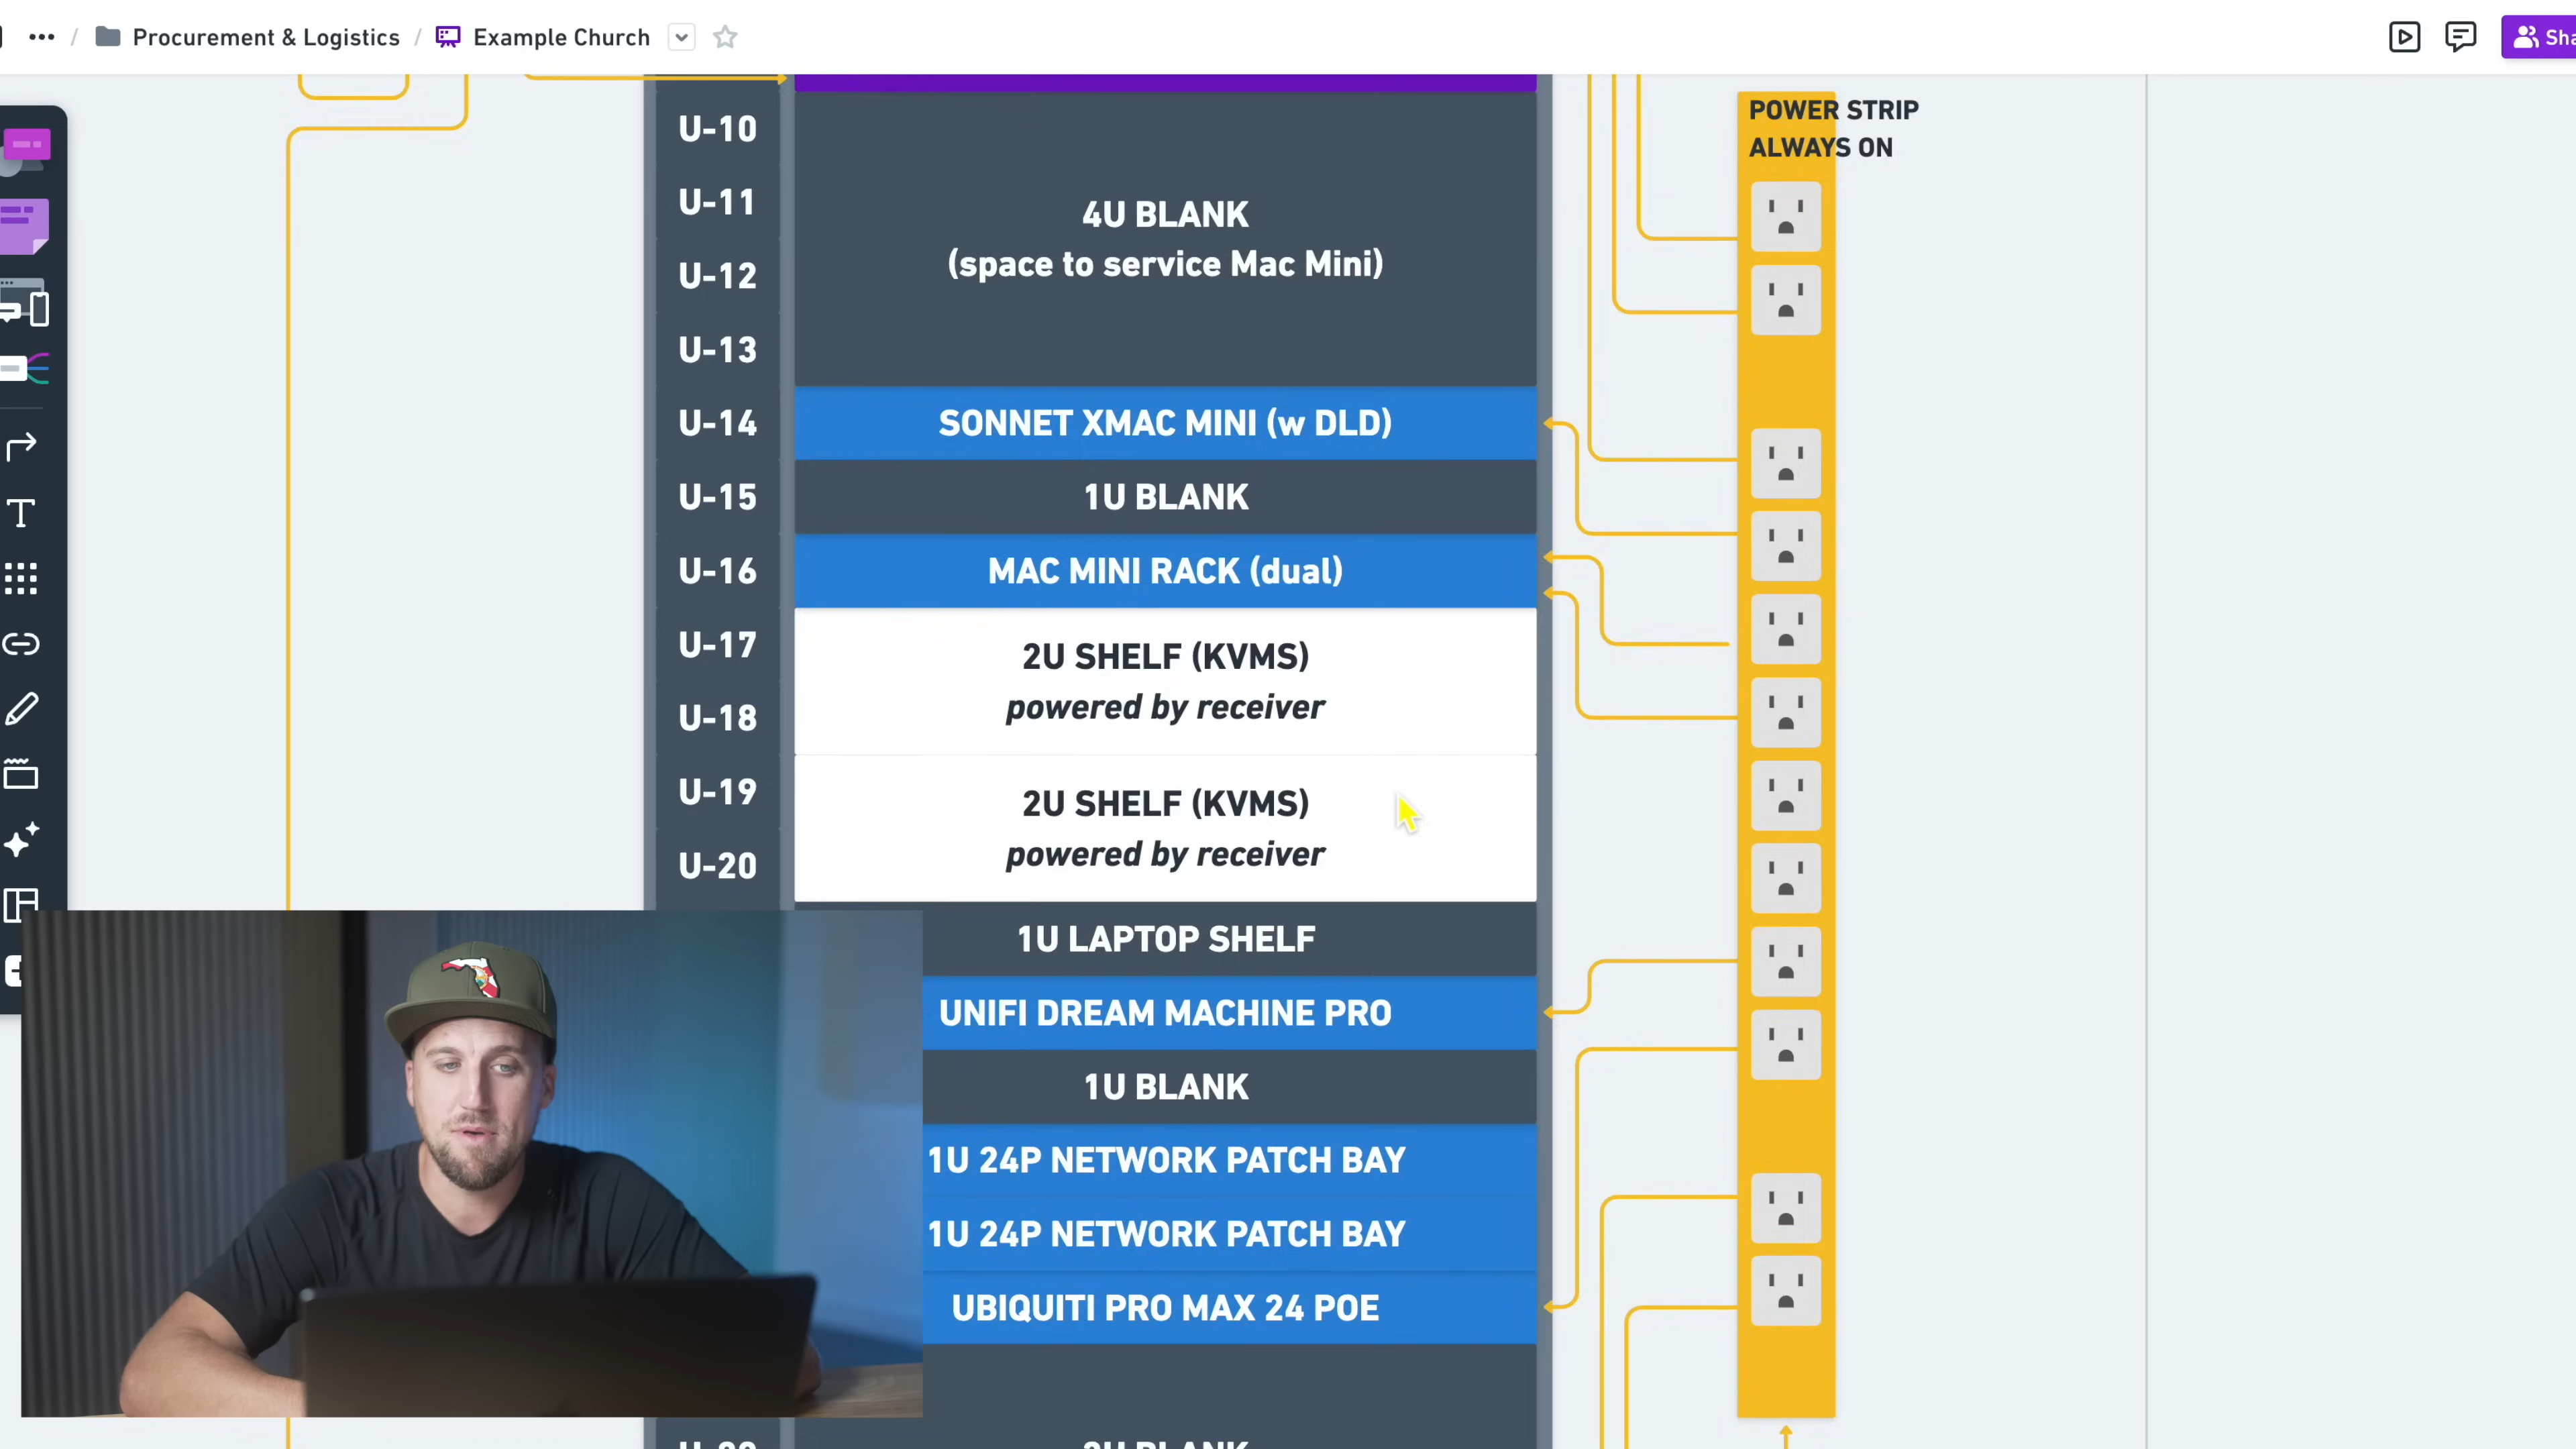 Procurement & Logistics / Example Church
Sha
POWER STRIP
ALWAYS ON
U-10
U-11
U-12
U-13
4U BLANK
(space to service Mac Mini)
U-14
SONNET XMAC MINI (w DLD)
U-15
1U BLANK
U-16
MAC MINI RACK (dual)
U-17
U-18
2U SHELF (KVMS)
powered by receiver
U-19
U-20
2U SHELF (KVMS)
powered by receiver
1U LAPTOP SHELF
UNIFI DREAM MACHINE PRO
1U BLANK
1U 24P NETWORK PATCH BAY
1U 24P NETWORK PATCH BAY
UBIQUITI PRO MAX 24 POE